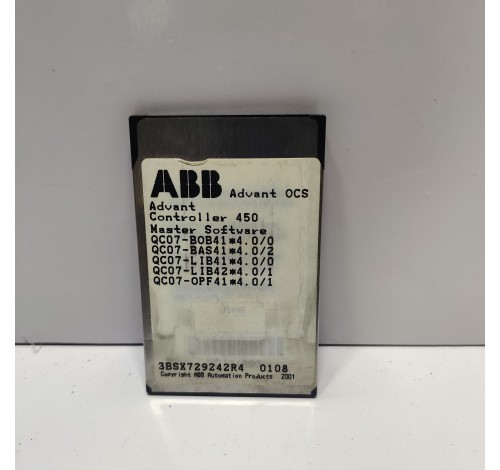 ABB Advant OCS
Advant
Controller 450
Master Software
QC07-BOB41*4.0/0
QC07-BAS41*4.0/2
QC07-LIB41*4.0/0
QC07-LIB42*4.0/1
QC07-OPF41*4.0/1
3BSX729242R4 0108
Copyright ABB Automation Products 2001